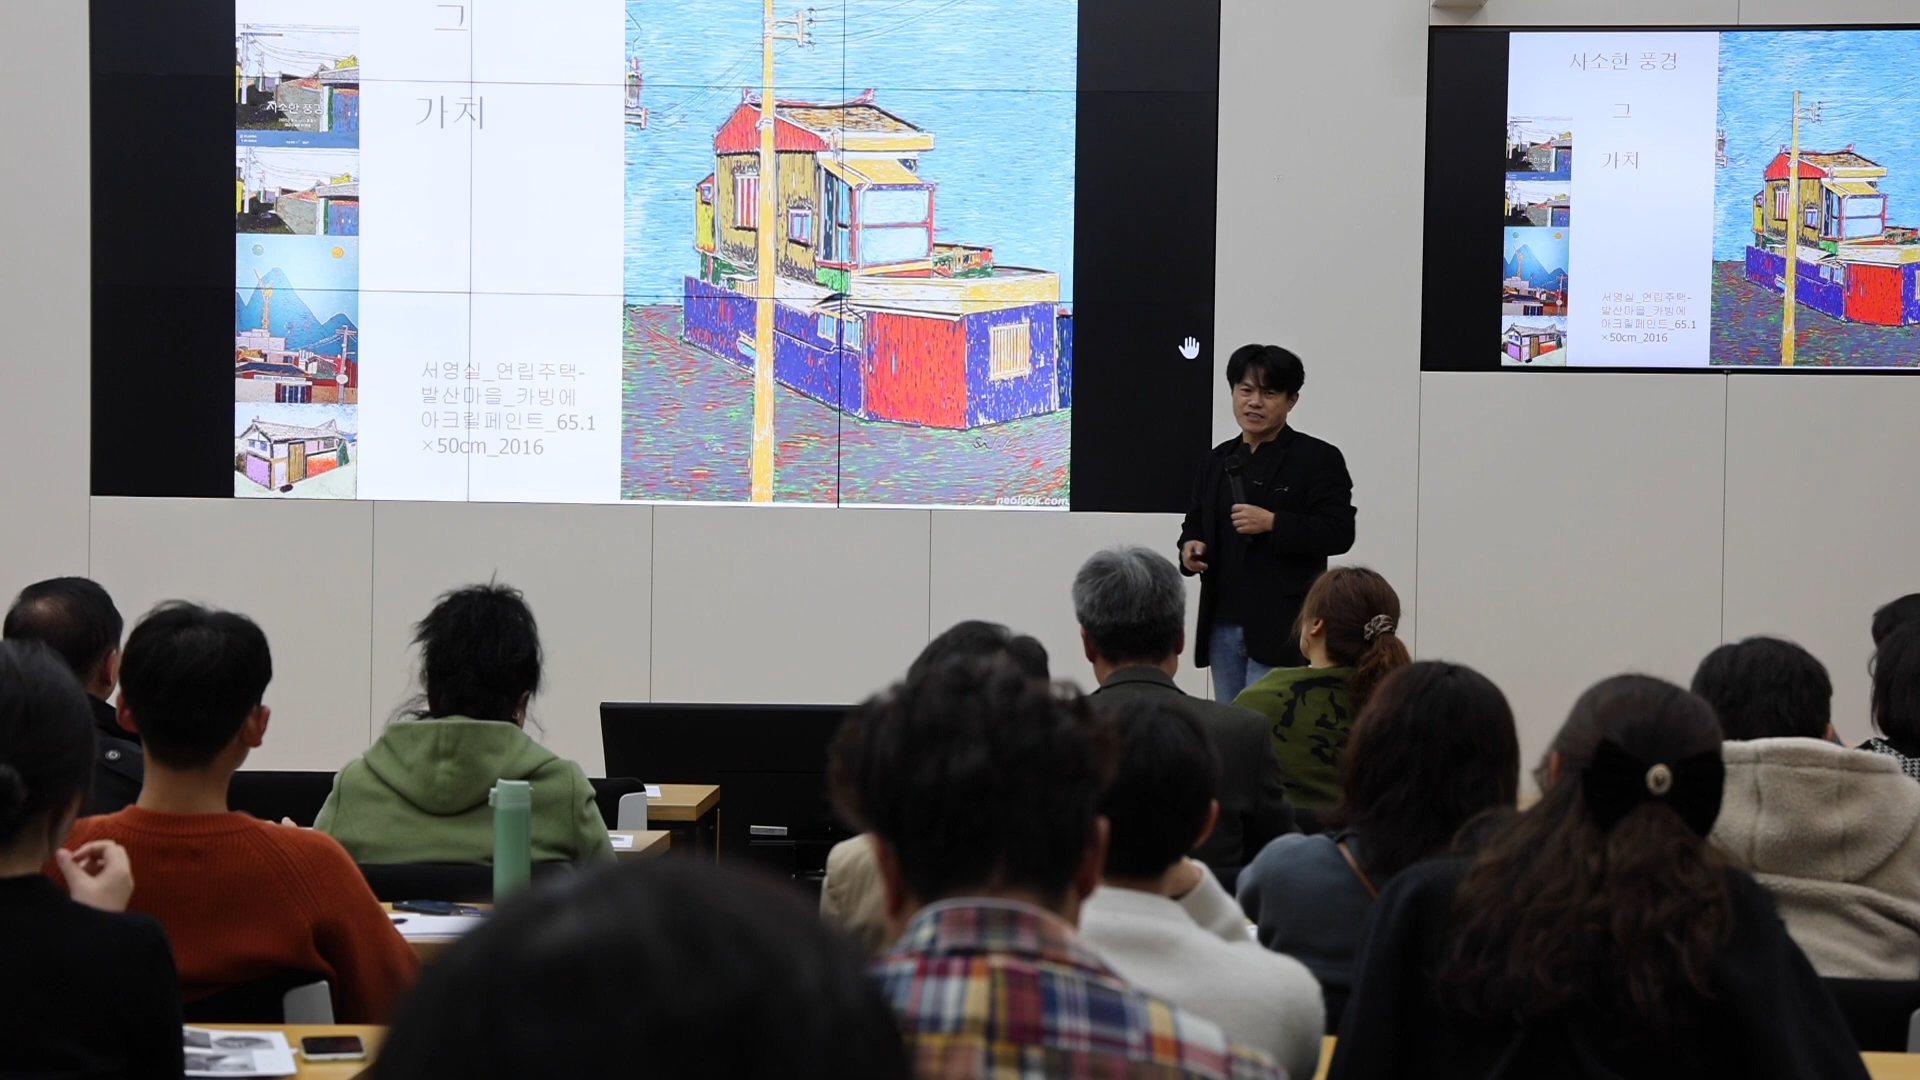 그
가치
사소한 풍경
서영실_연립주택-
발산마을_카빙에
아크릴페인트_65.1
×50cm_2016
neolook.com
사소한 풍경
그
가치
서영실_연립주택-
발산마을_카빙에
아크릴페인트_65.1
×50cm_2016